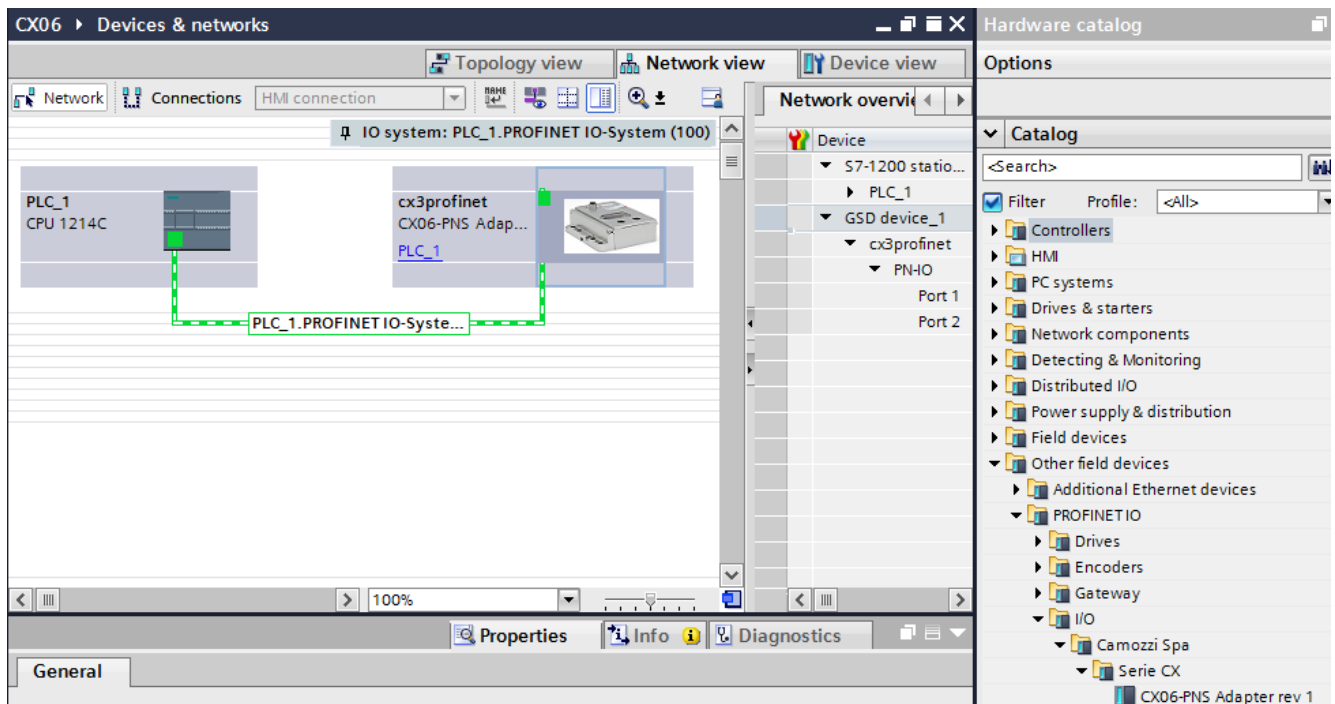 CX06 ▸ Devices & networks
Hardware catalog
Topology view
Network view
Device view
Options
Network
Connections
HMI connection
Network overvie
Catalog
IO system: PLC_1.PROFINET IO-System (100)
Device
<Search>
S7-1200 statio...
PLC_1
GSD device_1
cx3profinet
PN-IO
Port 1
Port 2
Filter
Profile:
<All>
PLC_1
CPU 1214C
cx3profinet
CX06-PNS Adap...
PLC_1
PLC_1.PROFINET IO-Syste...
Controllers
HMI
PC systems
Drives & starters
Network components
Detecting & Monitoring
Distributed I/O
Power supply & distribution
Field devices
Other field devices
Additional Ethernet devices
PROFINET IO
Drives
Encoders
Gateway
I/O
Camozzi Spa
Serie CX
CX06-PNS Adapter rev 1
100%
Properties
Info
Diagnostics
General